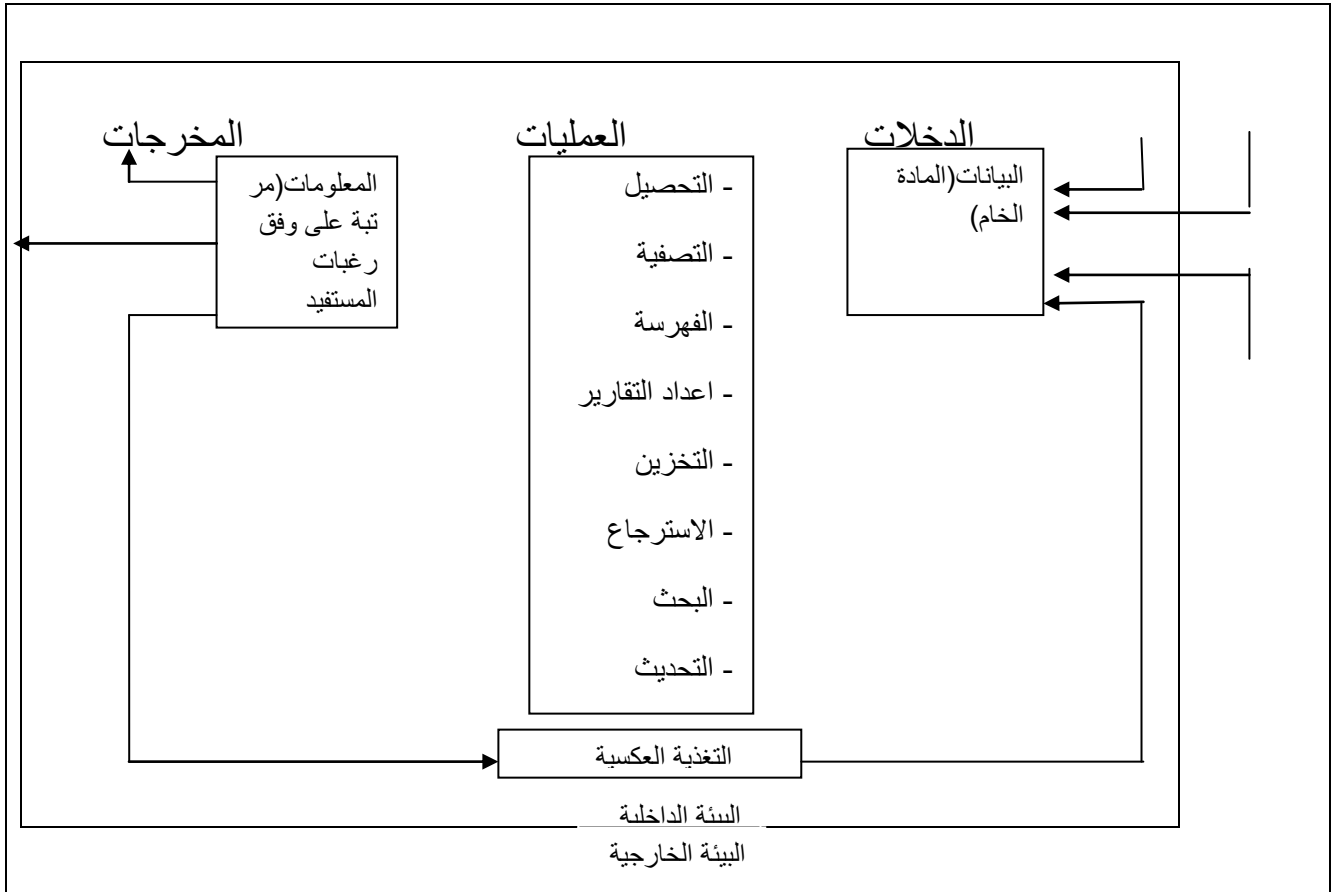 الدخلات
البيانات(المادة
الخام)
العمليات
- التحصيل
- التصفية
- الفهرسة
- اعداد التقارير
- التخزين
- الاسترجاع
- البحث
- التحديث
المخرجات
المعلومات(مر
تبة على وفق
رغبات
المستفيد
التغذية العكسية
البيئة الداخلية
البيئة الخارجية